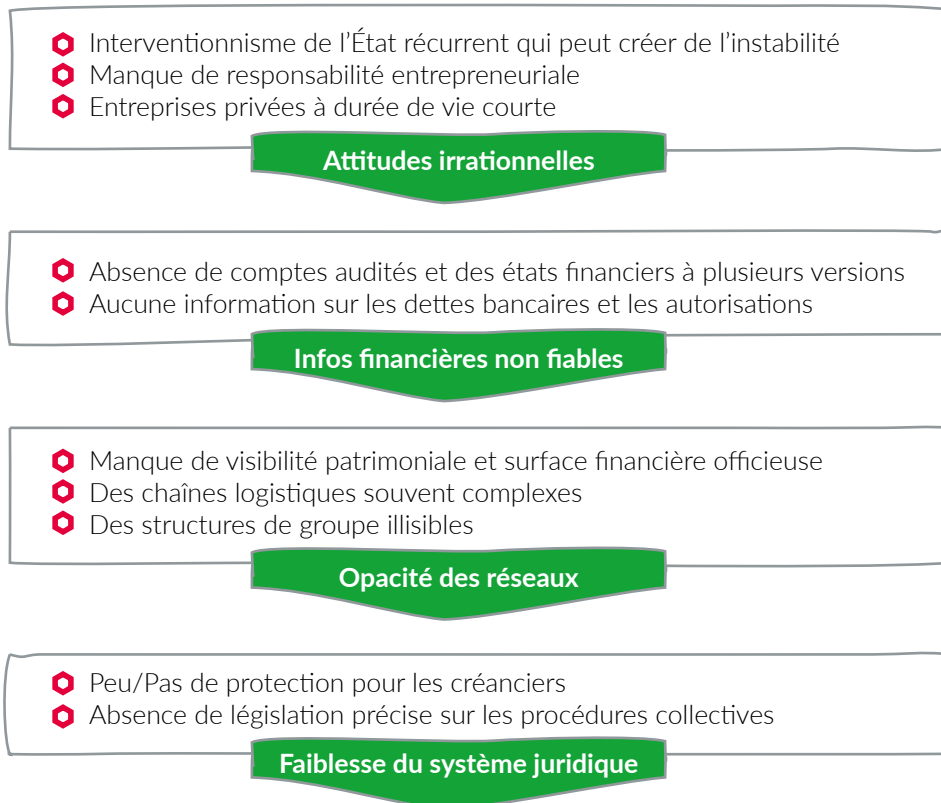 Interventionnisme de l’État récurrent qui peut créer de l’instabilité
Manque de responsabilité entrepreneuriale
Entreprises privées à durée de vie courte
Attitudes irrationnelles
Absence de comptes audités et des états financiers à plusieurs versions
Aucune information sur les dettes bancaires et les autorisations
Infos financières non fiables
Manque de visibilité patrimoniale et surface financière officieuse
Des chaînes logistiques souvent complexes
Des structures de groupe illisibles
Opacité des réseaux
Peu/Pas de protection pour les créanciers
Absence de législation précise sur les procédures collectives
Faiblesse du système juridique